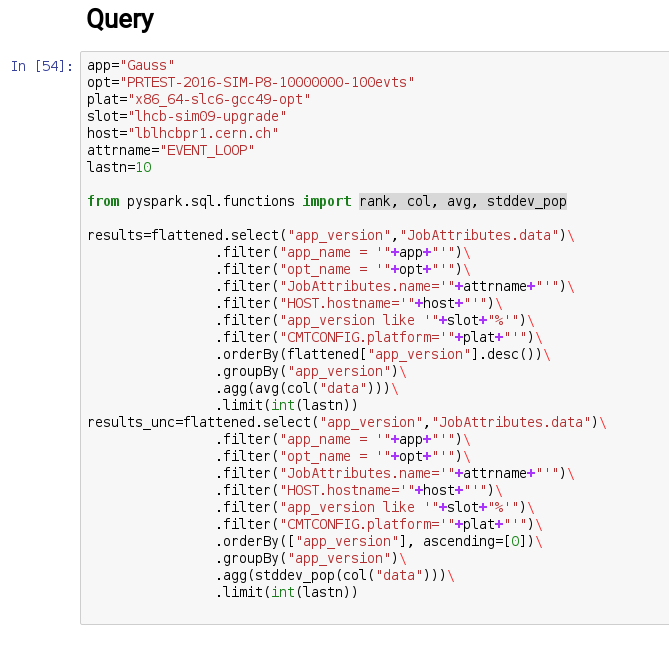 Query
In [54]:
app="Gauss"
opt="PRTEST-2016-SIM-P8-10000000-100evts"
plat="x86_64-slc6-gcc49-opt"
slot="lhcb-sim09-upgrade"
host="lblhcbpr1.cern.ch"
attrname="EVENT_LOOP"
lastn=10
from pyspark.sql.functions import rank, col, avg, stddev_pop
results=flattened.select("app_version","JobAttributes.data")\
.filter("app_name = '"+app+"'")\
.filter("opt_name = '"+opt+"'")\
.filter("JobAttributes.name='"+attrname+"'")\
.filter("HOST.hostname='"+host+"'")\
.filter("app_version like '"+slot+"%'")\
.filter("CMTCONFIG.platform='"+plat+"'")\
.orderBy(flattened["app_version"].desc())\
.groupBy("app_version")\
.agg(avg(col("data")))\
.limit(int(lastn))
results_unc=flattened.select("app_version","JobAttributes.data")\
.filter("app_name = '"+app+"'")\
.filter("opt_name = '"+opt+"'")\
.filter("JobAttributes.name='"+attrname+"'")\
.filter("HOST.hostname='"+host+"'")\
.filter("app_version like '"+slot+"%'")\
.filter("CMTCONFIG.platform='"+plat+"'")\
.orderBy(["app_version"], ascending=[0])\
.groupBy("app_version")\
.agg(stddev_pop(col("data")))\
.limit(int(lastn))